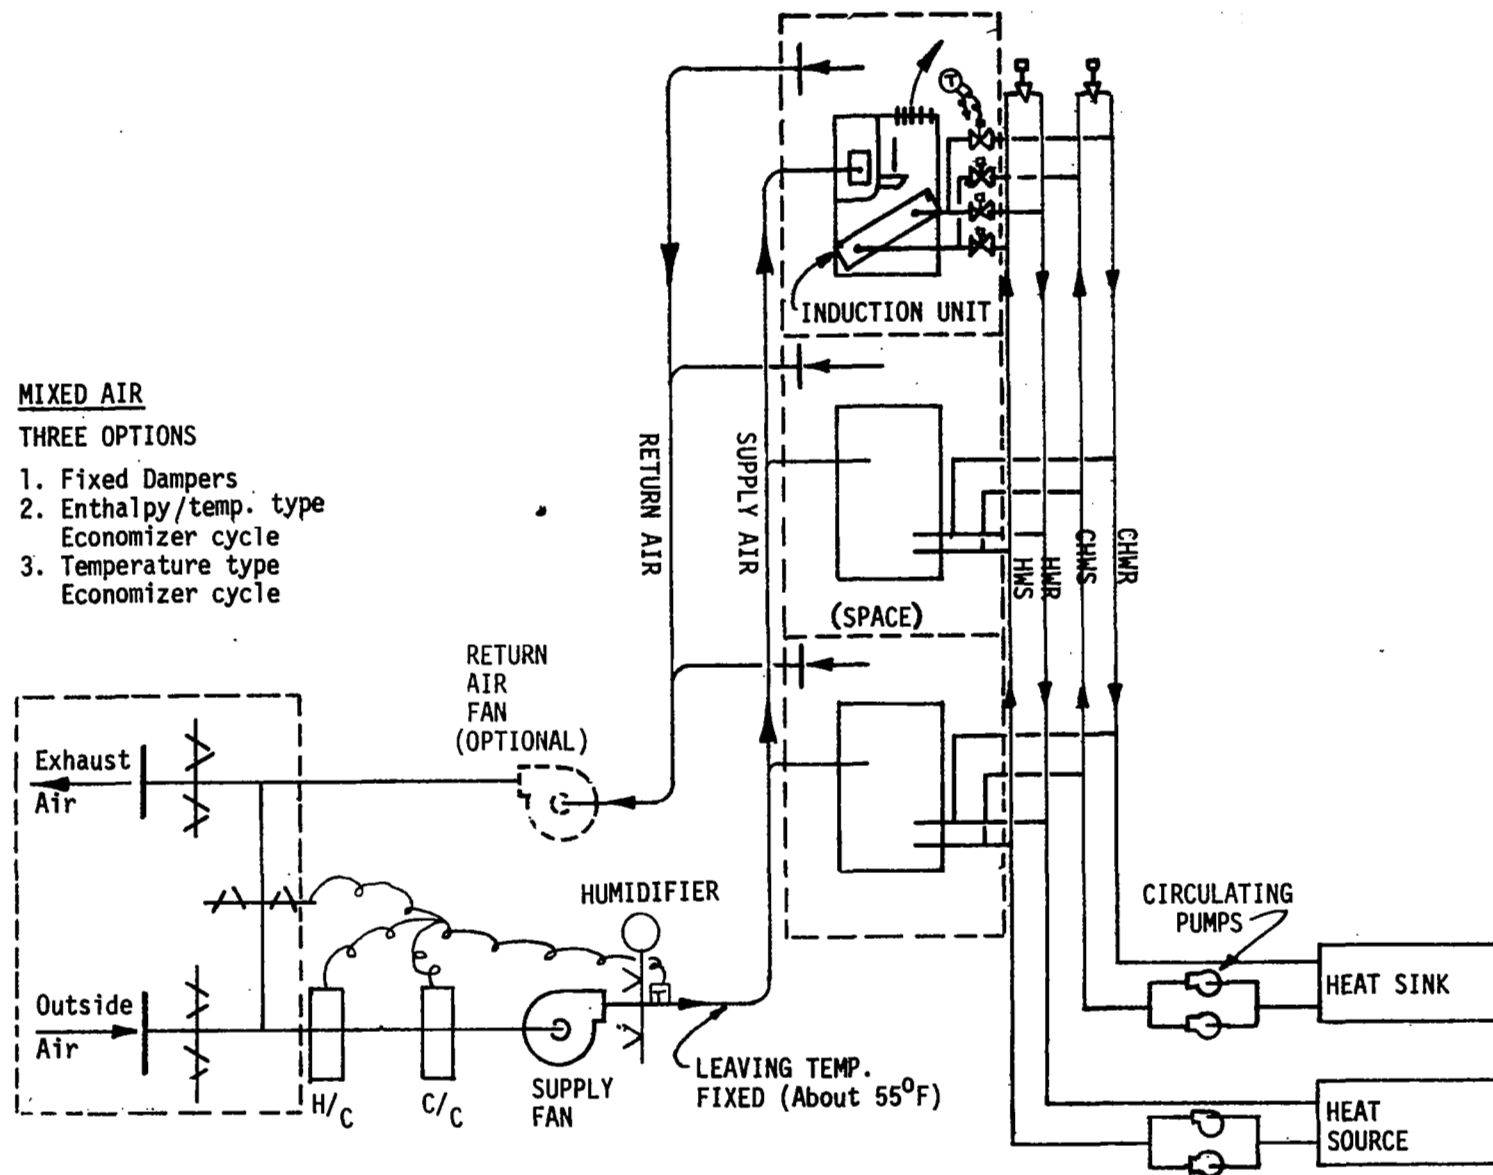 T
INDUCTION UNIT
MIXED AIR
THREE OPTIONS
1. Fixed Dampers
2. Enthalpy/temp. type
Economizer cycle
3. Temperature type
Economizer cycle
RETURN AIR
SUPPLY AIR
HWS
HWR
CHWS
CHWR
(SPACE)
RETURN
AIR
FAN
(OPTIONAL)
Exhaust
Air
HUMIDIFIER
CIRCULATING
PUMPS
HEAT SINK
Outside
Air
T
LEAVING TEMP.
FIXED (About 55⁰F)
H/C
C/C
SUPPLY
FAN
HEAT
SOURCE